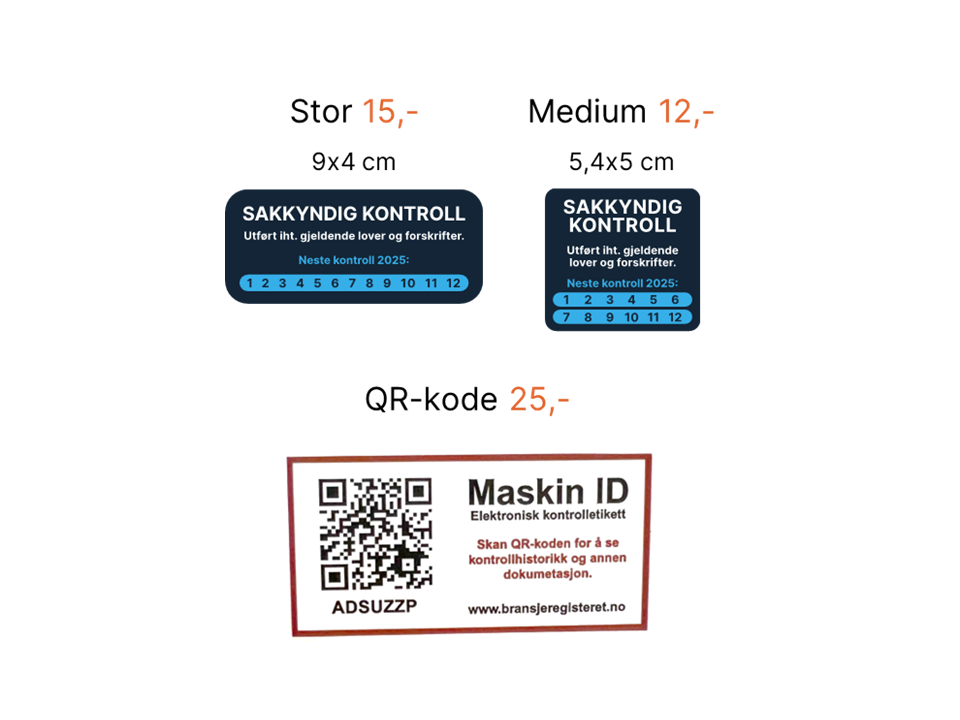 Stor 15,-
9x4 cm
SAKKYNDIG KONTROLL
Utført iht. gjeldende lover og forskrifter.
Neste kontroll 2025:
1 2 3 4 5 6 7 8 9 10 11 12
Medium 12,-
5,4x5 cm
SAKKYNDIG
KONTROLL
Utført iht. gjeldende
lover og forskrifter.
Neste kontroll 2025:
1 2 3 4 5 6
7 8 9 10 11 12
QR-kode 25,-
ADSUZZP
Maskin ID
Elektronisk kontrolletikett
Skan QR-koden for å se
kontrollhistorikk og annen
dokumetasjon.
www.bransjeregisteret.no